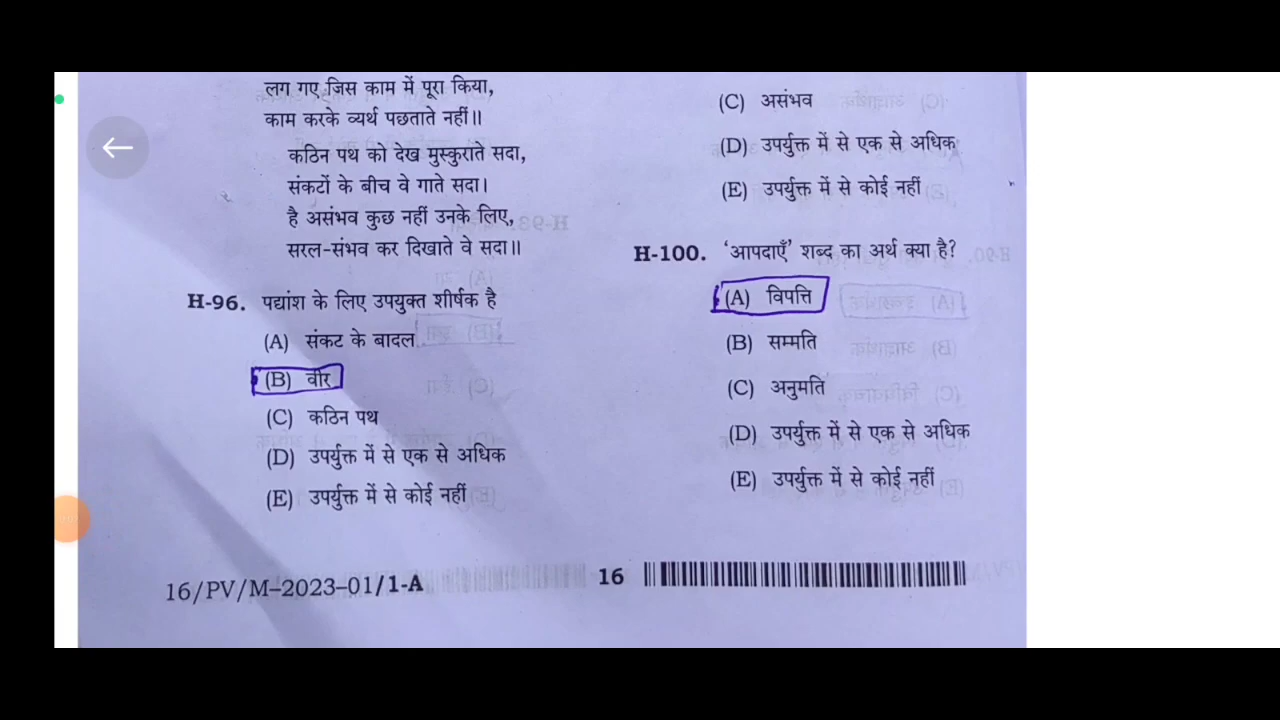 लग गए जिस काम में पूरा किया,
काम करके व्यर्थ पछताते नहीं॥
कठिन पथ को देख मुस्कुराते सदा,
संकटों के बीच वे गाते सदा।
है असंभव कुछ नहीं उनके लिए,
सरल-संभव कर दिखाते वे सदा॥
H-96. पद्यांश के लिए उपयुक्त शीर्षक है
(A) संकट के बादल
(B) वीर
(C) कठिन पथ
(D) उपर्युक्त में से एक से अधिक
(E) उपर्युक्त में से कोई नहीं
(C) असंभव
(D) उपर्युक्त में से एक से अधिक
(E) उपर्युक्त में से कोई नहीं
H-100. 'आपदाएँ' शब्द का अर्थ क्या है?
(A) विपत्ति
(B) सम्मति
(C) अनुमति
(D) उपर्युक्त में से एक से अधिक
(E) उपर्युक्त में से कोई नहीं
16/PV/M-2023-01/1-A
16